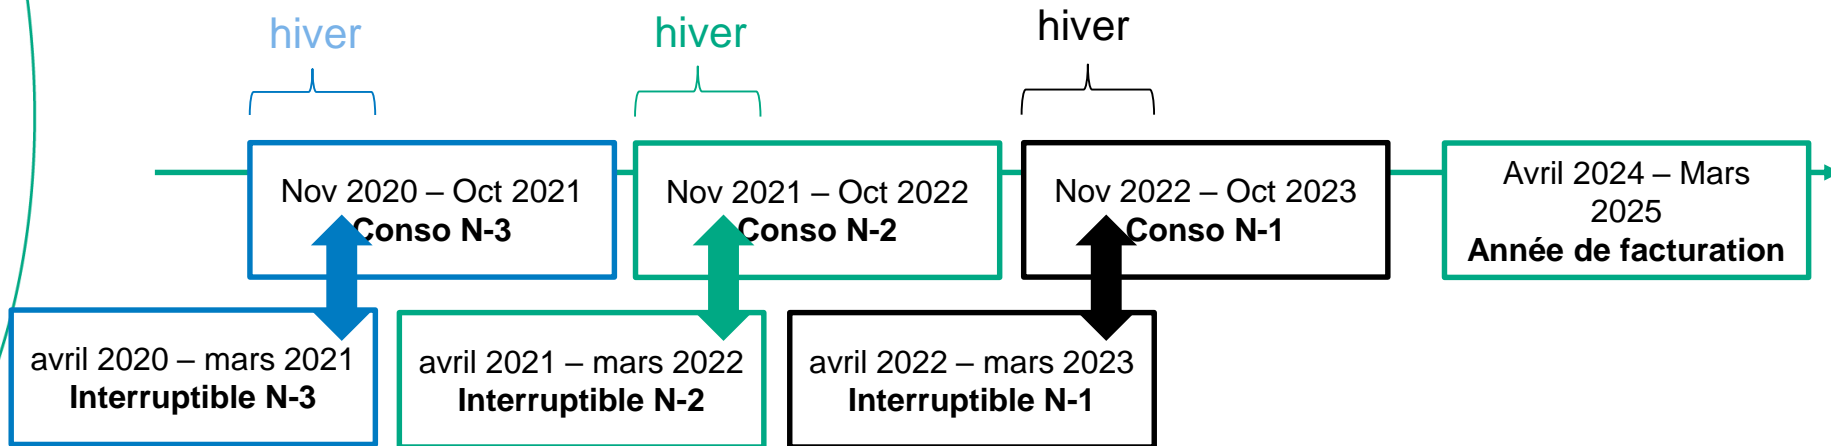 hiver
hiver
hiver
Nov 2020 – Oct 2021
Conso N-3
Nov 2021 – Oct 2022
Conso N-2
Nov 2022 – Oct 2023
Conso N-1
Avril 2024 – Mars
2025
Année de facturation
avril 2020 – mars 2021
Interruptible N-3
avril 2021 – mars 2022
Interruptible N-2
avril 2022 – mars 2023
Interruptible N-1